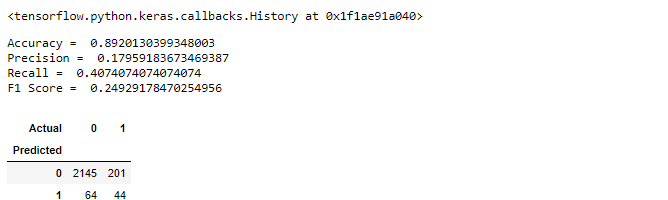 <tensorflow.python.keras.callbacks.History at 0x1f1ae91a040>
Accuracy =  0.8920130399348003
Precision =  0.17959183673469387
Recall =  0.4074074074074074
F1 Score =  0.24929178470254956
Actual 0 1
Predicted
0 2145 201
1 64 44